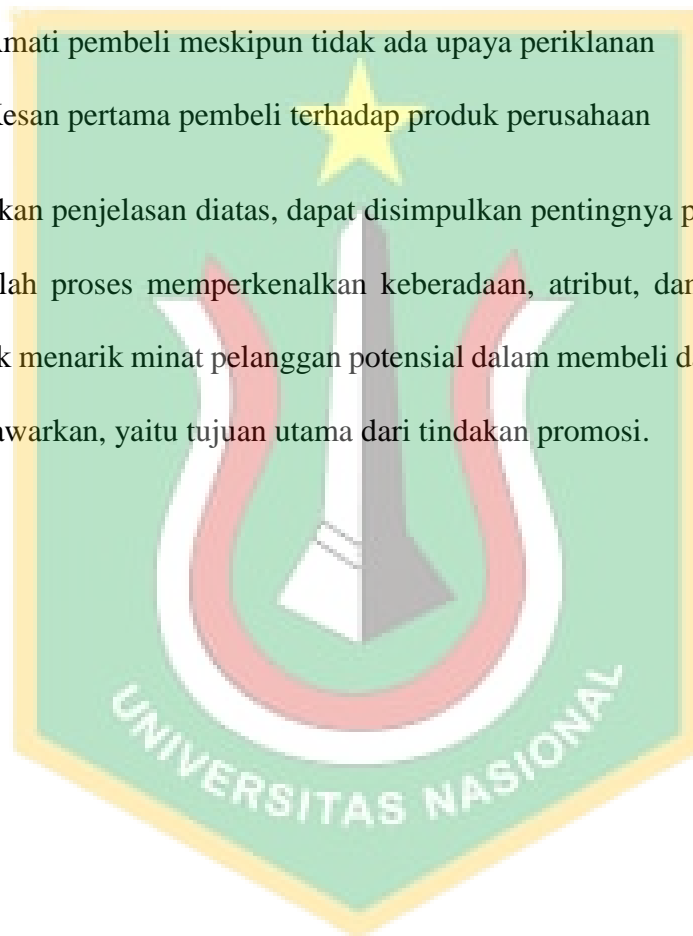 mati pembeli meskipun tidak ada upaya periklanan
esan pertama pembeli terhadap produk perusahaan
kan penjelasan diatas, dapat disimpulkan pentingnya p
lah proses memperkenalkan keberadaan, atribut, dan
k menarik minat pelanggan potensial dalam membeli da
awarkan, yaitu tujuan utama dari tindakan promosi.
UNIVERSITAS NASIONAL